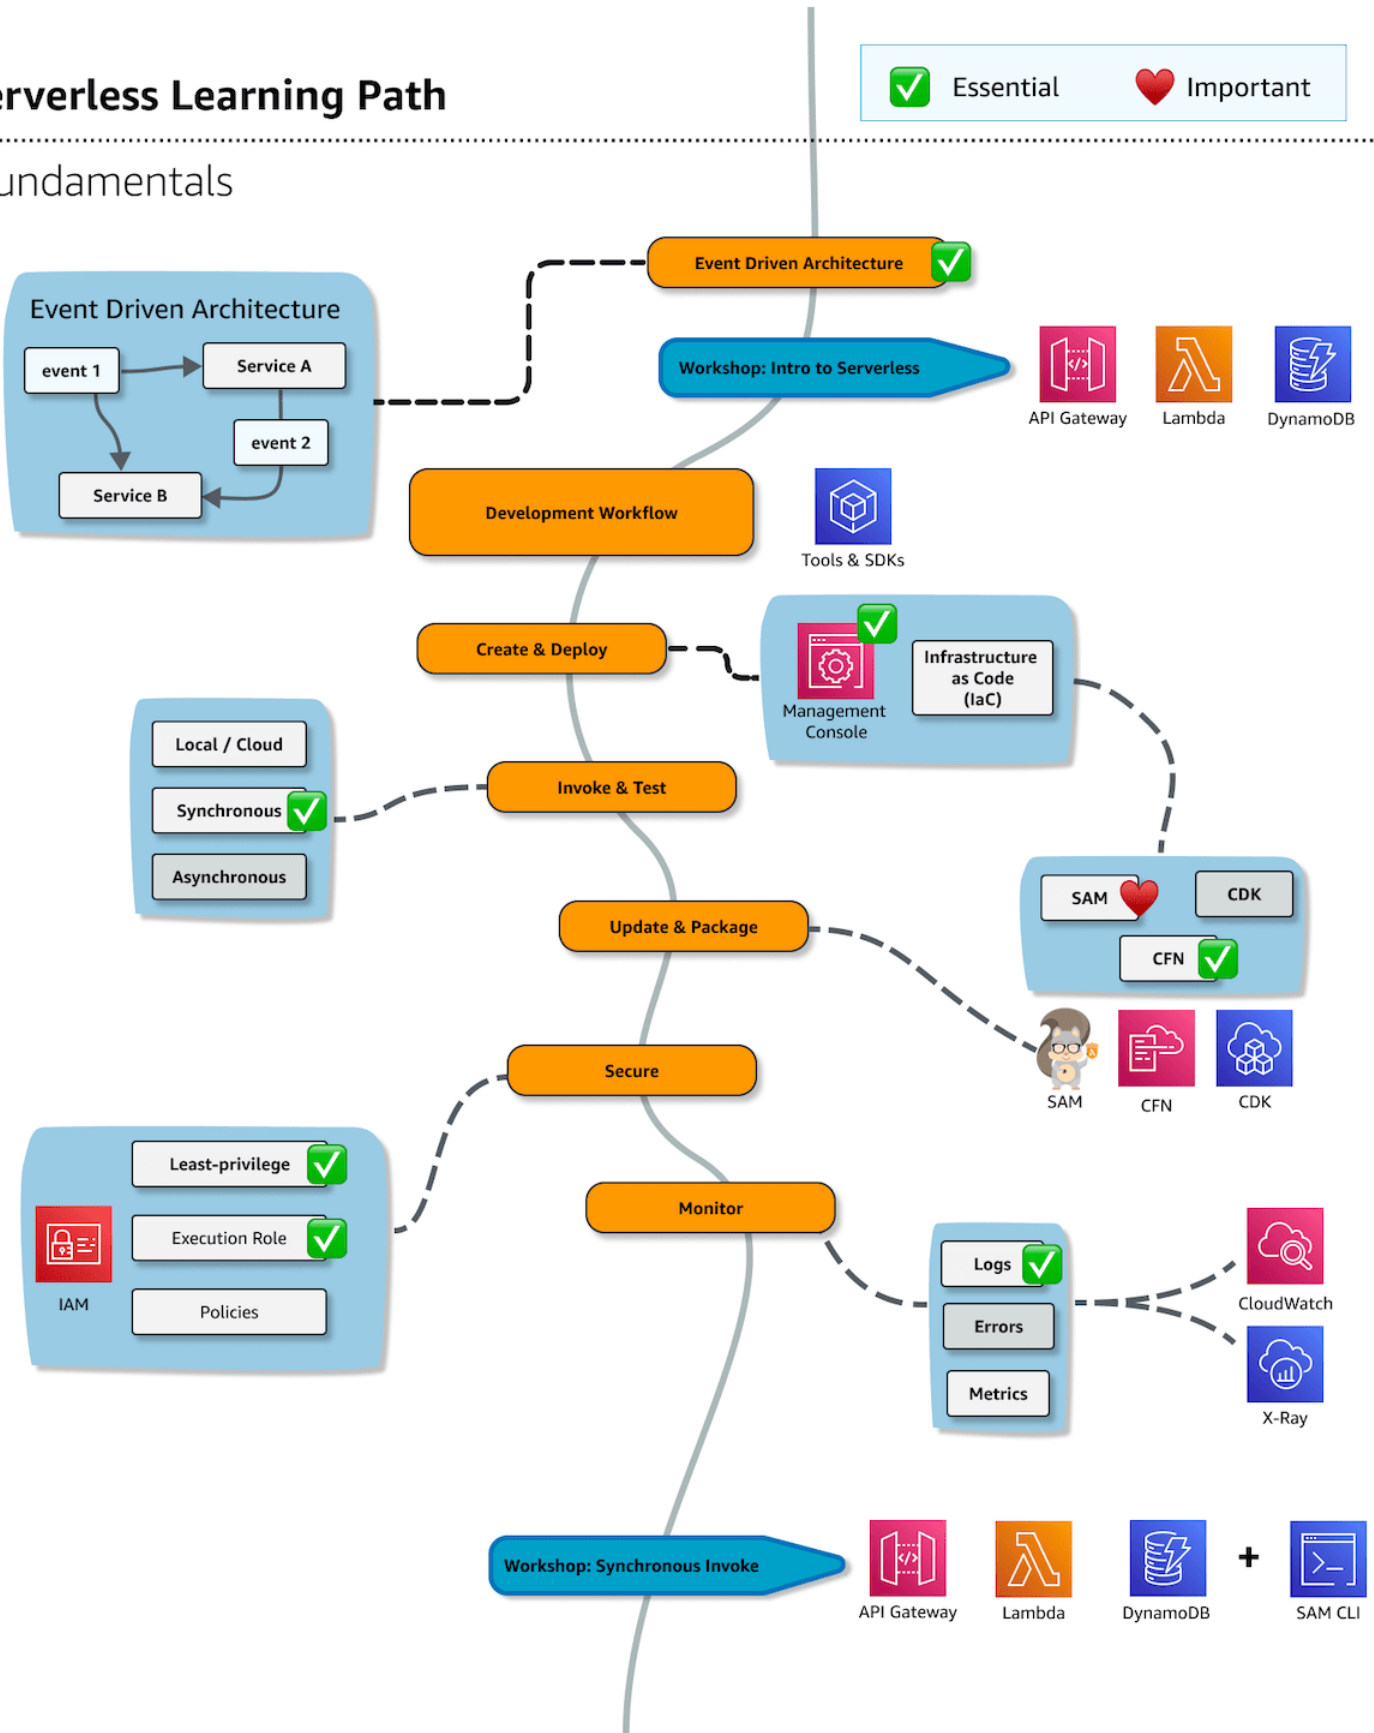 erverless Learning Path
Essential
Important
undamentals
Event Driven Architecture
Event Driven Architecture
event 1
Service A
event 2
Service B
Workshop: Intro to Serverless
API Gateway
Lambda
DynamoDB
Development Workflow
Tools & SDKs
Create & Deploy
Management
Console
Infrastructure
as Code
(IaC)
Local / Cloud
Synchronous
Asynchronous
Invoke & Test
SAM
CDK
CFN
Update & Package
SAM
CFN
CDK
Secure
Least-privilege
Execution Role
Policies
IAM
Monitor
Logs
Errors
Metrics
CloudWatch
X-Ray
Workshop: Synchronous Invoke
API Gateway
Lambda
DynamoDB
+
SAM CLI